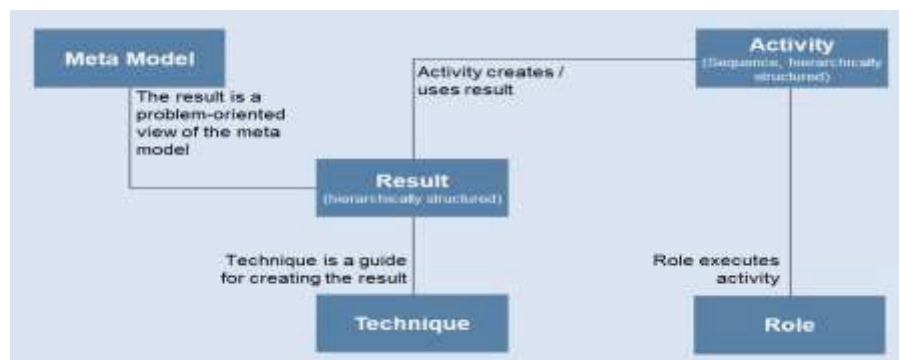 Meta Model
The result is a
problem-oriented
view of the meta
model
Activity creates /
uses result
Activity
(Sequence, hierarchically
structured)
Result
(hierarchically structured)
Technique is a guide
for creating the result
Role executes
activity
Technique
Role